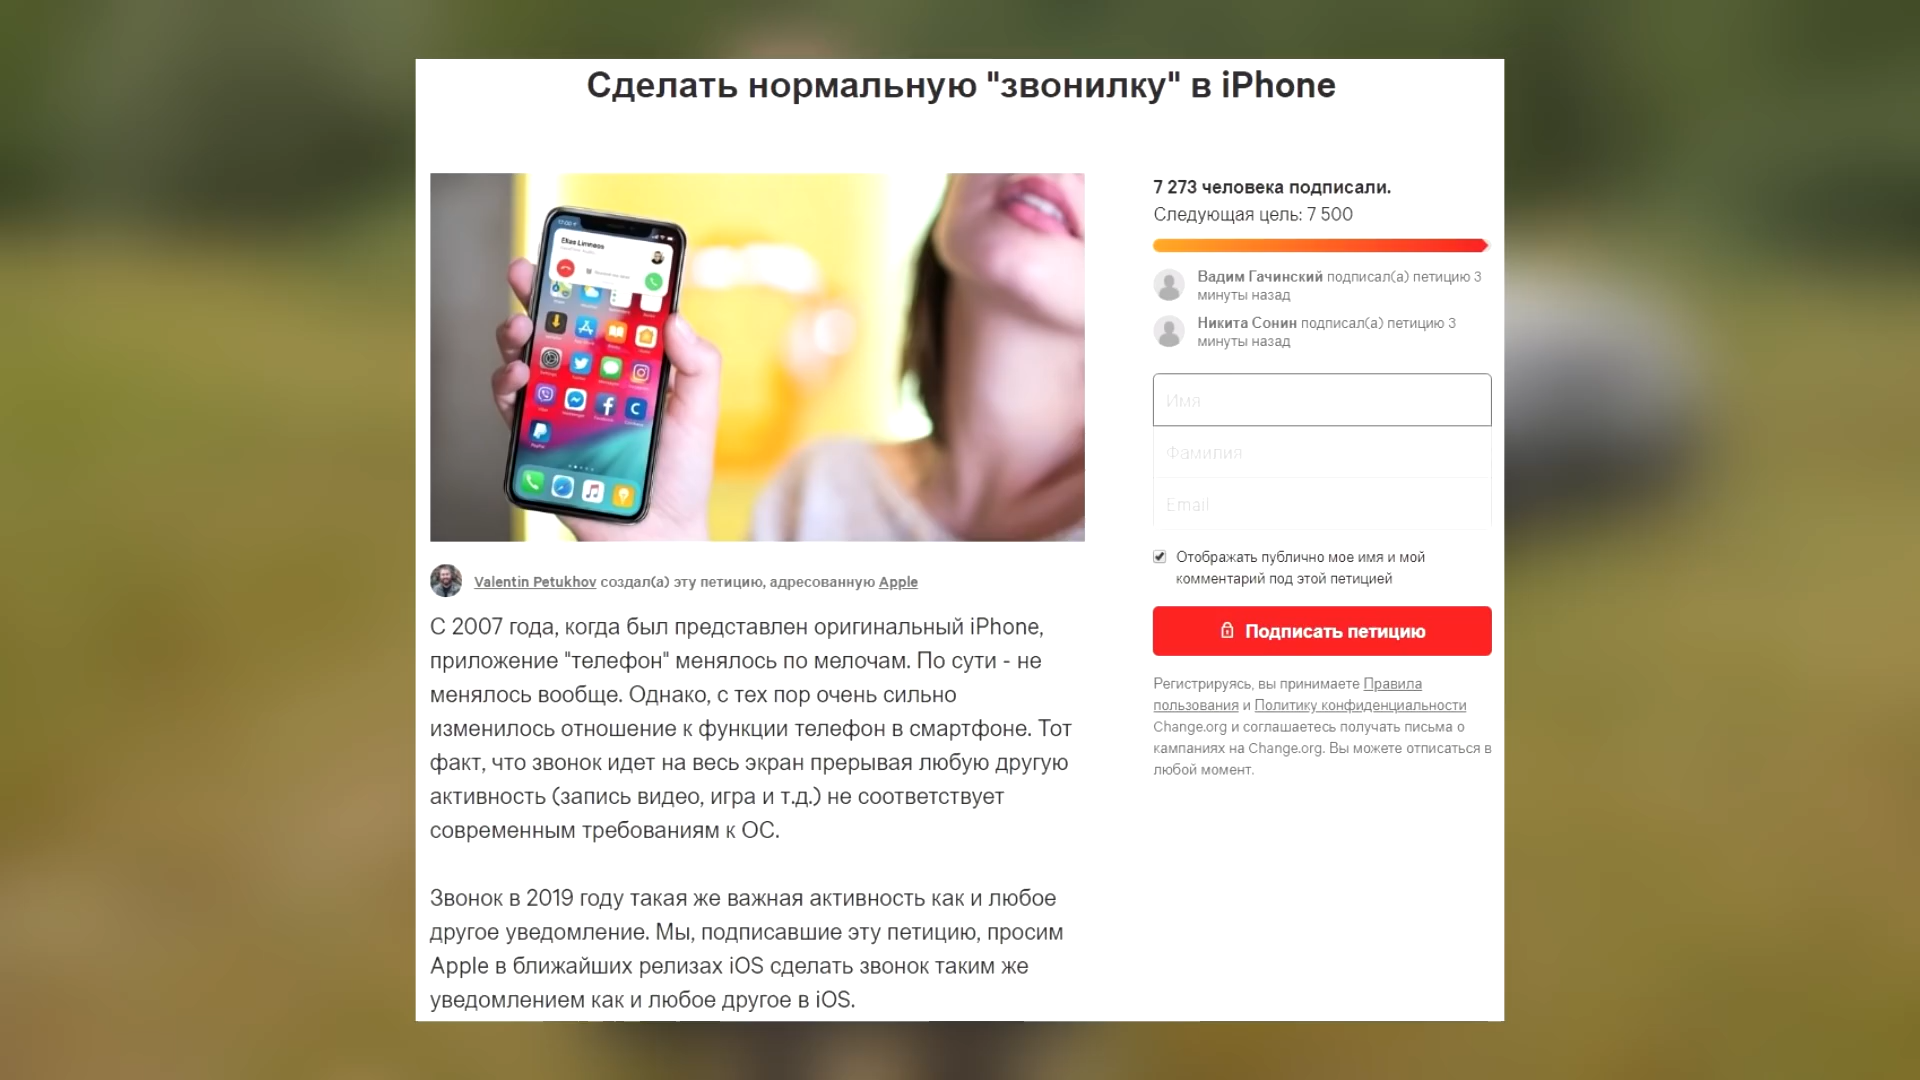 Сделать нормальную "звонилку" в iPhone
Elias Limneos
7 273 человека подписали.
Следующая цель: 7 500
Вадим Гачинский подписал(а) петицию 3
минуты назад
Никита Сонин подписал(а) петицию 3
минуты назад
Имя
Фамилия
Email
Отображать публично мое имя и мой
комментарий под этой петицией
Подписать петицию
Регистрируясь, вы принимаете Правила
пользования и Политику конфиденциальности
Change.org и соглашаетесь получать письма о
кампаниях на Change.org. Вы можете отписаться в
любой момент.
Valentin Petukhov создал(а) эту петицию, адресованную Apple
С 2007 года, когда был представлен оригинальный iPhone,
приложение "телефон" менялось по мелочам. По сути - не
менялось вообще. Однако, с тех пор очень сильно
изменилось отношение к функции телефон в смартфоне. Тот
факт, что звонок идет на весь экран прерывая любую другую
активность (запись видео, игра и т.д.) не соответствует
современным требованиям к ОС.
Звонок в 2019 году такая же важная активность как и любое
другое уведомление. Мы, подписавшие эту петицию, просим
Apple в ближайших релизах iOS сделать звонок таким же
уведомлением как и любое другое в iOS.